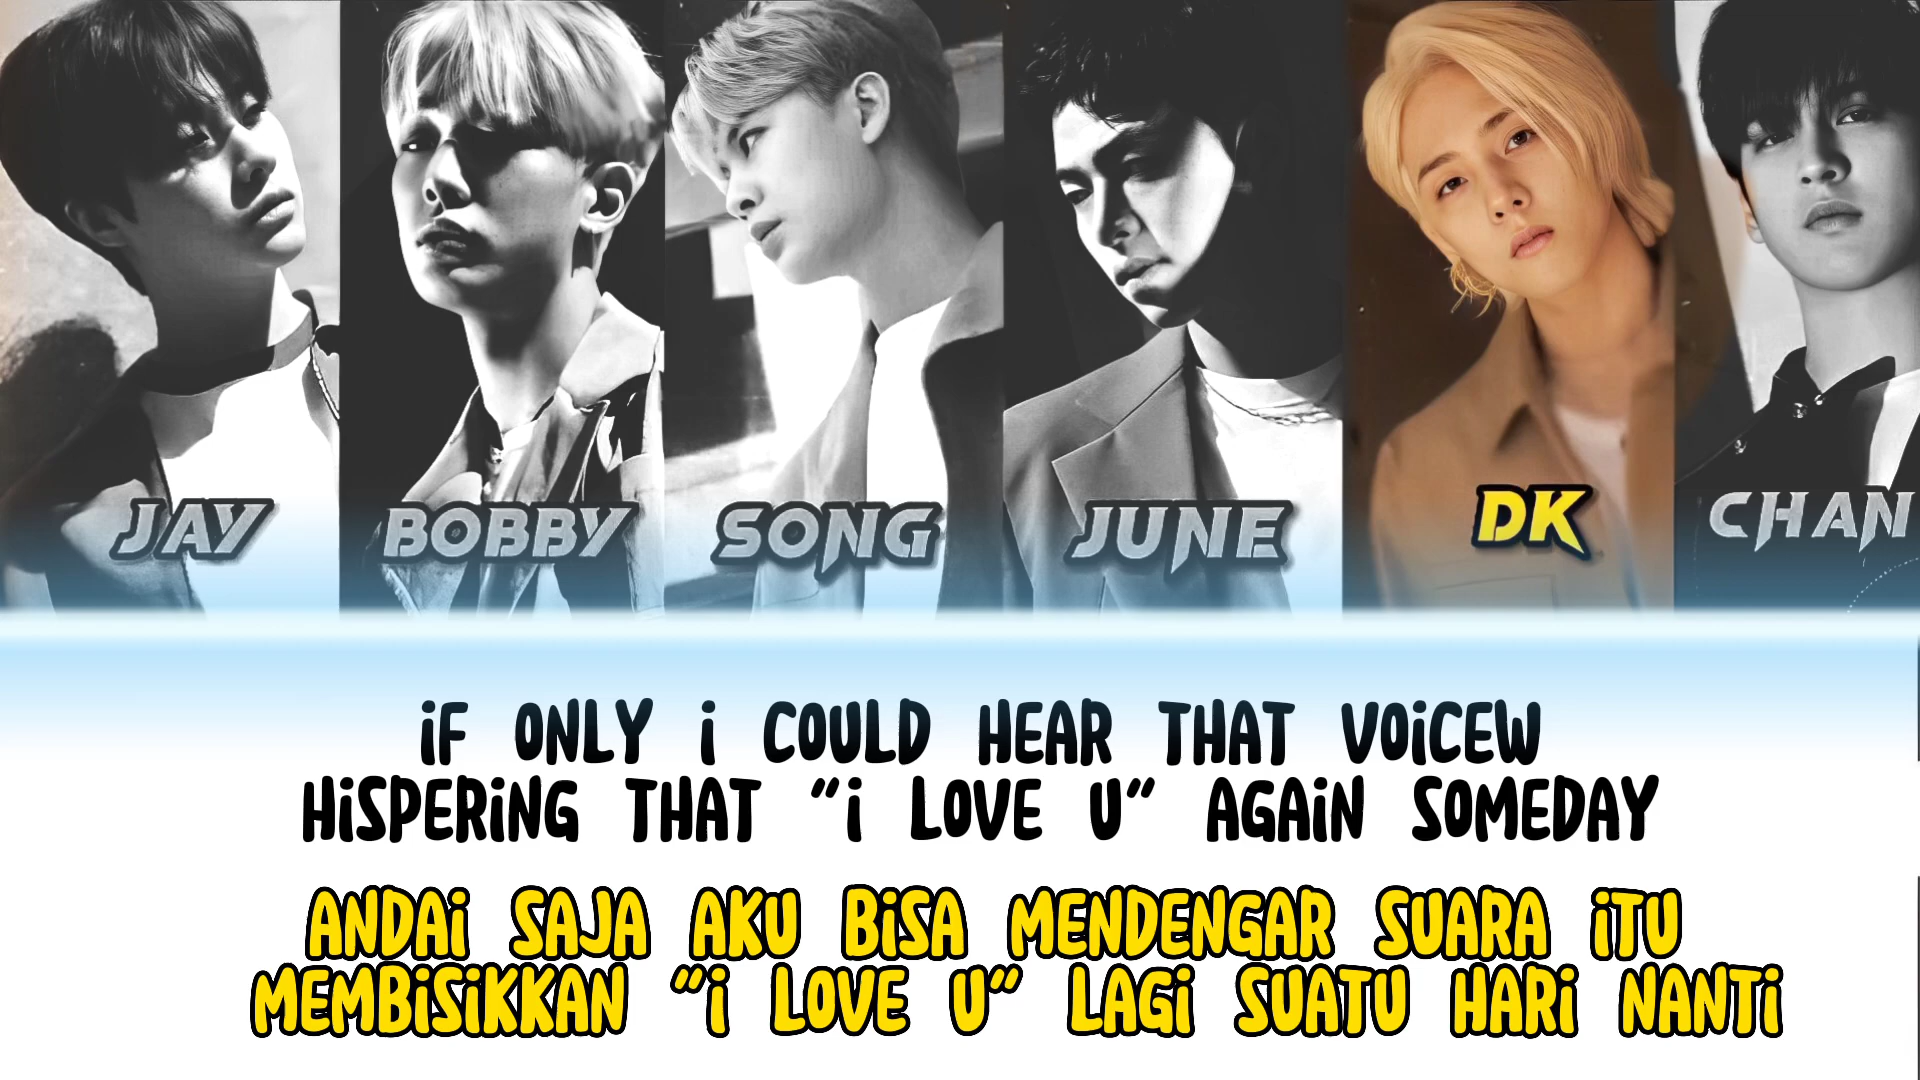 JAY BOBBY SONG JUNE DK CHAN
iF ONLY i COULD HEAR THAT VOiCEW
HiSPERiNG THAT "i LOVE U" AGAiN SOMEDAY
ANDAi SAJA AKU BiSA MENDENGAR SUARA iTU
MEMBiSiKKAN "i LOVE U" LAGi SUATU HARi NANTi